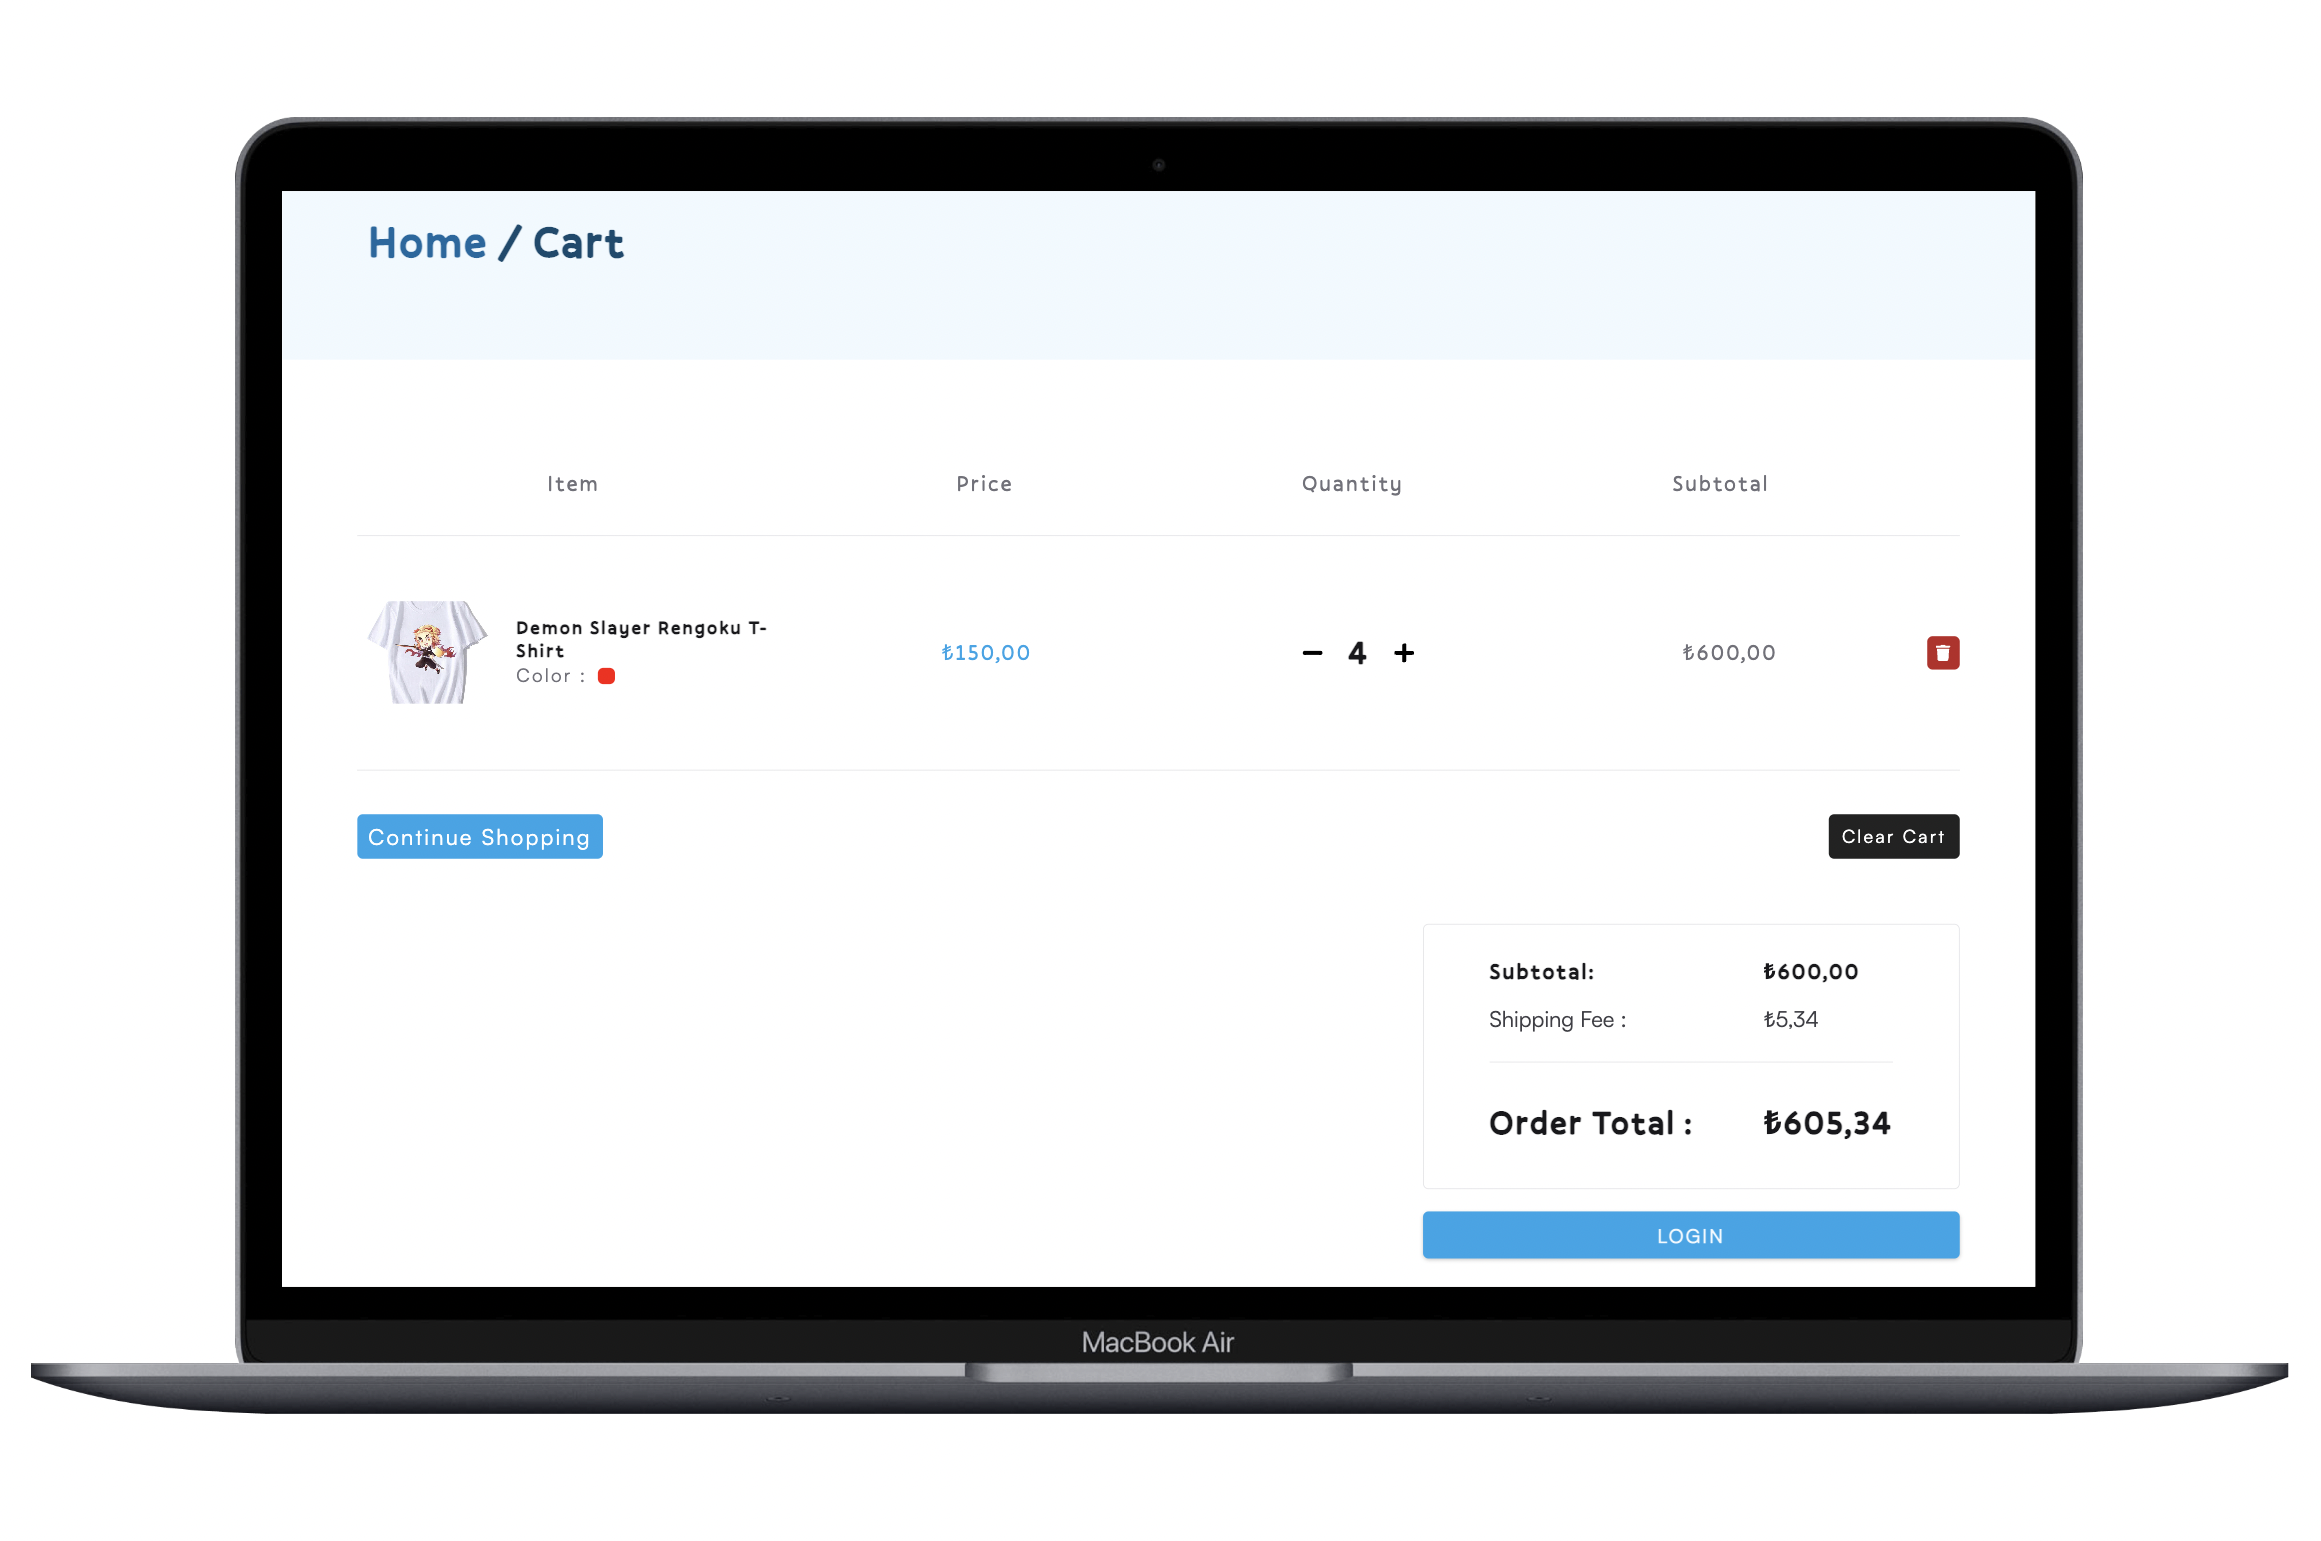 Home / Cart
Item Price Quantity Subtotal
Demon Slayer Rengoku T-
Shirt
Color :
₺150,00
4
₺600,00
Continue Shopping
Clear Cart
Subtotal: ₺600,00
Shipping Fee : ₺5,34
Order Total : ₺605,34
LOGIN
MacBook Air